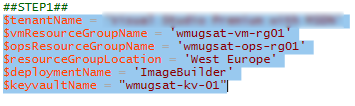 ##STEP1##
$tenantName = '
$vmResourceGroupName = 'wmugsat-vm-rg01'
$opsResourceGroupName = 'wmugsat-ops-rg01'
$resourceGroupLocation = 'West Europe'
$deploymentName = 'ImageBuilder'
$keyvaultName = "wmugsat-kv-01"